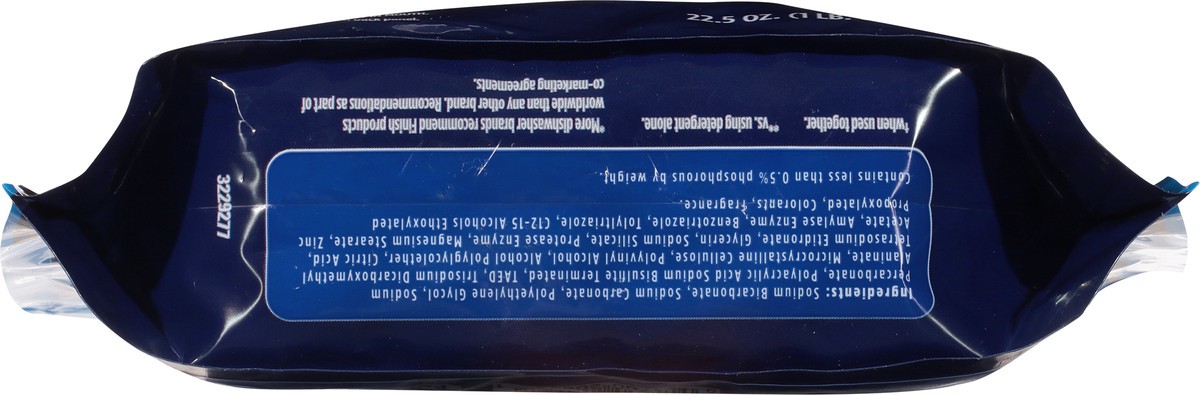 Ingredients: Sodium Bicarbonate, Sodium Carbonate, Polyethylene Glycol, Sodium
Percarbonate, Polyacrylic Acid Sodium Bisulfite Terminated, TAED, Trisodium Dicarboxymethyl
Alaninate, Microcrystalline Cellulose, Polyvinyl Alcohol, Alcohol Polyglycolether, Citric Acid,
Tetrasodium Etidronate, Glycerin, Sodium Silicate, Protease Enzyme, Magnesium Stearate, Zinc
Acetate, Amylase Enzyme, Benzotriazole, Tolyltriazole, C12-15 Alcohols Ethoxylated
Propoxylated, Colorants, Fragrance.
Contains less than 0.5% phosphorous by weight.
3229277
†when used together.
**vs. using detergent alone.
*More dishwasher brands recommend Finish products
worldwide than any other brand. Recommendations as part of
co-marketing agreements.
22.5 OZ. (1 LB.
back panel.